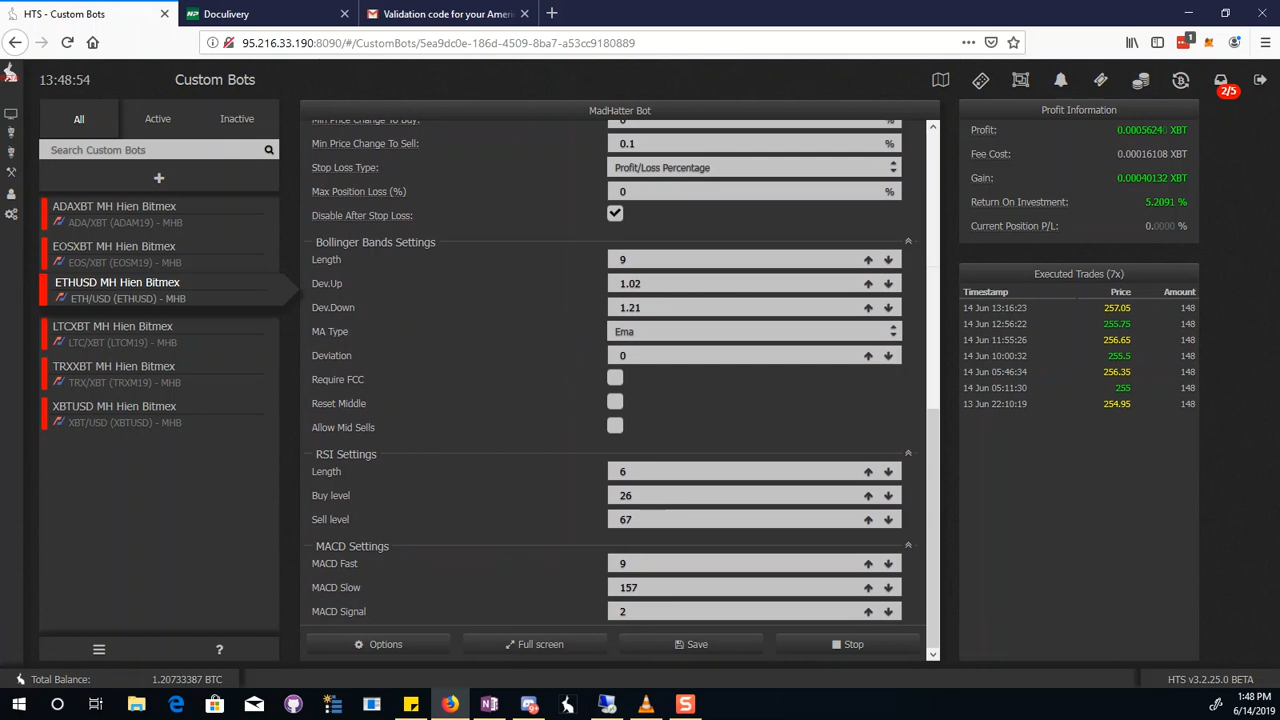 HTS - Custom Bots
Doculivery
Validation code for your Ameri
95.216.33.190:8090/#/CustomBots/5ea9dc0e-186d-4509-8ba7-a53cc9180889
1
13:48:54
Custom Bots
2/5
All
Active
Inactive
Search Custom Bots
ADAXBT MH Hien Bitmex
ADA/XBT (ADAM19) - MHB
EOSXBT MH Hien Bitmex
EOS/XBT (EOSM19) - MHB
ETHUSD MH Hien Bitmex
ETH/USD (ETHUSD) - MHB
LTCXBT MH Hien Bitmex
LTC/XBT (LTCM19) - MHB
TRXXBT MH Hien Bitmex
TRX/XBT (TRXM19) - MHB
XBTUSD MH Hien Bitmex
XBT/USD (XBTUSD) - MHB
MadHatter Bot
Min Price Change To Buy: 0 %
Min Price Change To Sell: 0.1 %
Stop Loss Type: Profit/Loss Percentage
Max Position Loss (%) 0 %
Disable After Stop Loss:
Bollinger Bands Settings
Length 9
Dev.Up 1.02
Dev.Down 1.21
MA Type Ema
Deviation 0
Require FCC
Reset Middle
Allow Mid Sells
RSI Settings
Length 6
Buy level 26
Sell level 67
MACD Settings
MACD Fast 9
MACD Slow 157
MACD Signal 2
Options
Full screen
Save
Stop
Profit Information
Profit: 0.00056240 XBT
Fee Cost: 0.00016108 XBT
Gain: 0.00040132 XBT
Return On Investment: 5.2091 %
Current Position P/L: 0.0000 %
Executed Trades (7x)
Timestamp Price Amount
14 Jun 13:16:23 257.05 148
14 Jun 12:56:22 255.75 148
14 Jun 11:55:26 256.65 148
14 Jun 10:00:32 255.5 148
14 Jun 05:46:34 256.35 148
14 Jun 05:11:30 255 148
13 Jun 22:10:19 254.95 148
?
Total Balance: 1.20733387 BTC
HTS v3.2.25.0 BETA
1:48 PM
6/14/2019